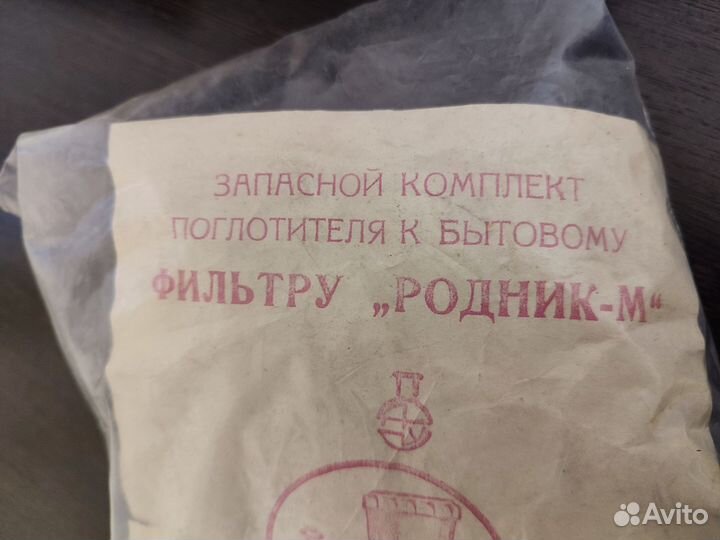 ЗАПАСНОЙ КОМПЛЕКТ
ПОГЛОТИТЕЛЯ К БЫТОВОМУ
ФИЛЬТРУ „РОДНИК-М“
Avito